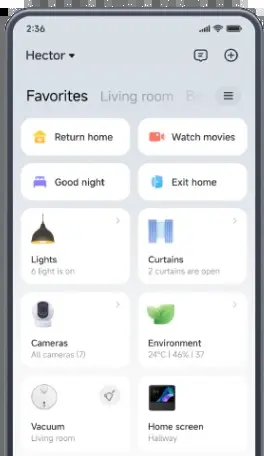 2:36
Hector
Favorites Living room
Return home
Watch movies
Good night
Exit home
Lights
6 light is on
Curtains
2 curtains are open
Cameras
All cameras (7)
Environment
24°C | 46% | 37
Vacuum
Living room
Home screen
Hallway